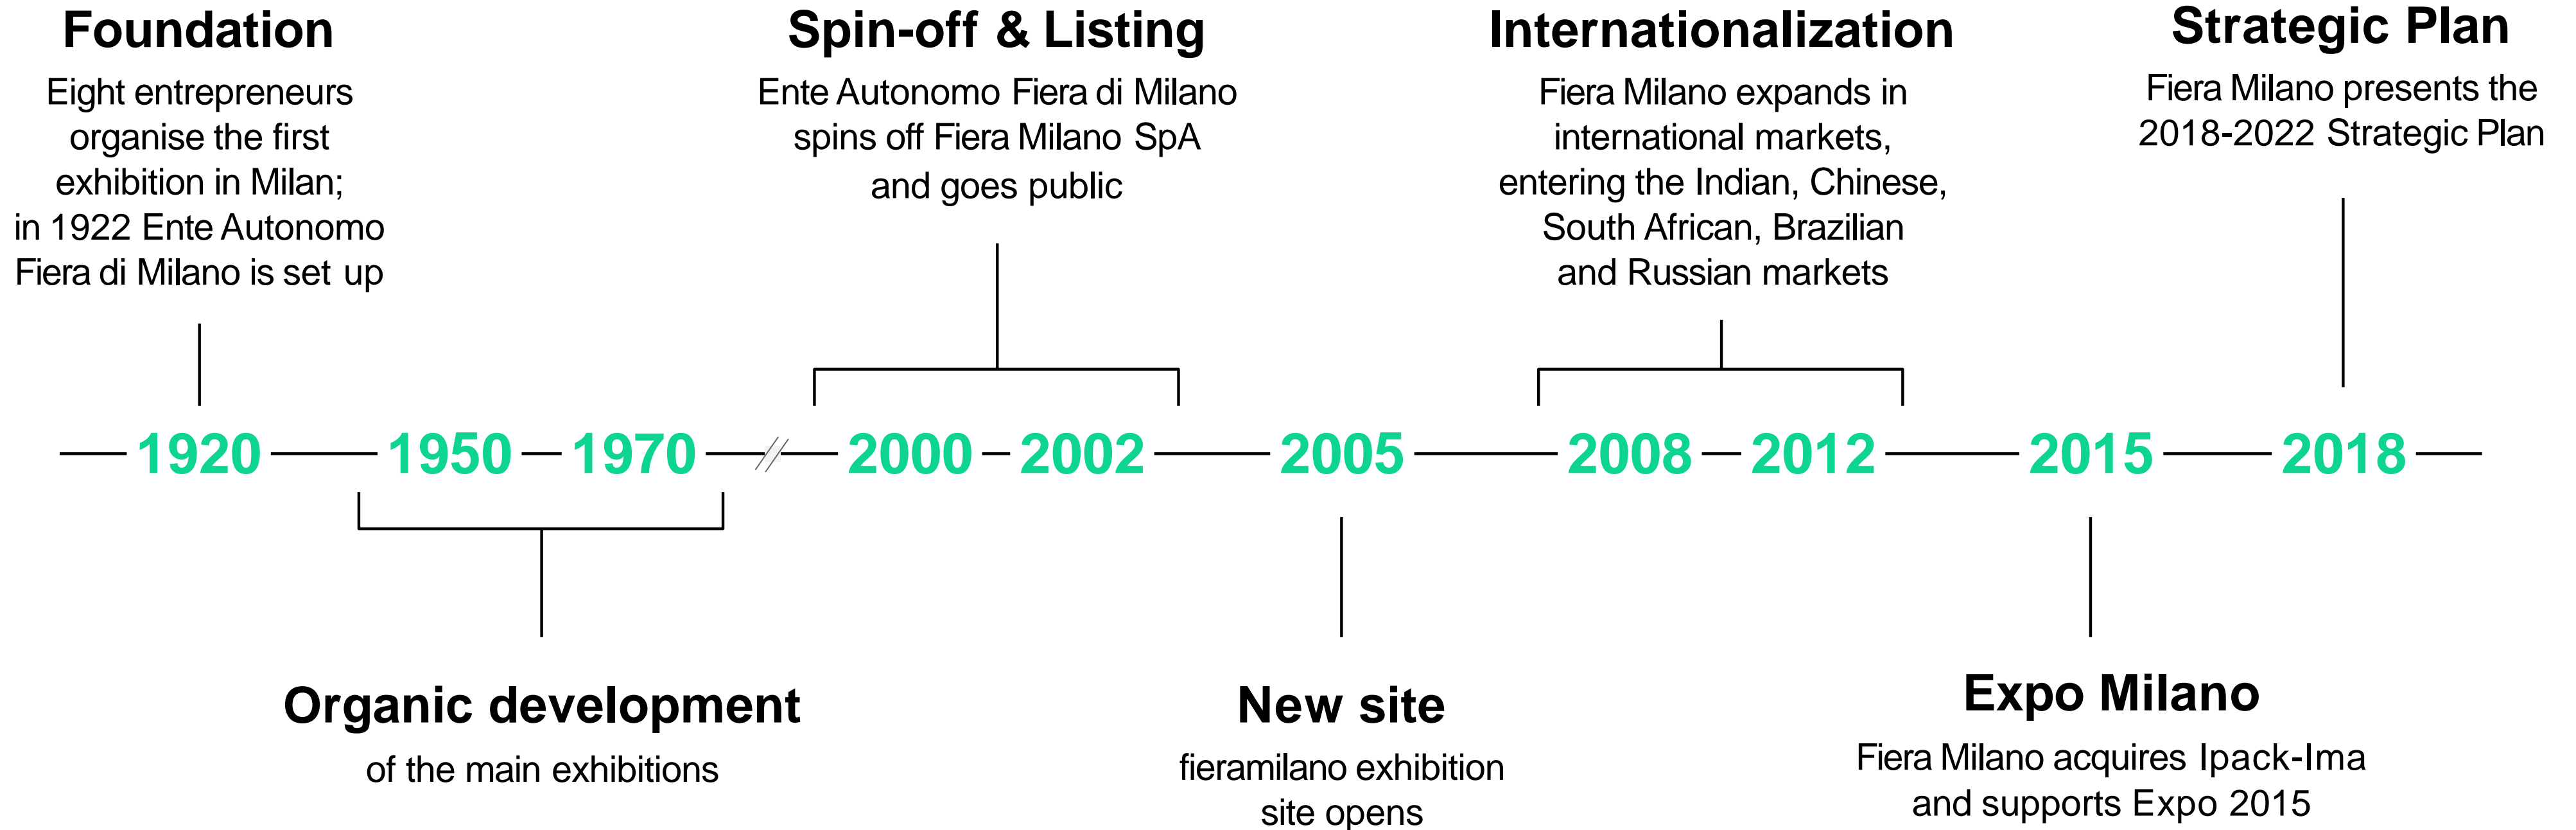 Foundation
Eight entrepreneurs
organise the first
exhibition in Milan;
in 1922 Ente Autonomo
Fiera di Milano is set up
Spin-off & Listing
Ente Autonomo Fiera di Milano
spins off Fiera Milano SpA
and goes public
Internationalization
Fiera Milano expands in
international markets,
entering the Indian, Chinese,
South African, Brazilian
and Russian markets
Strategic Plan
Fiera Milano presents the
2018-2022 Strategic Plan
1920 1950 1970 2000 2002 2005 2008 2012 2015 2018
Organic development
of the main exhibitions
New site
fieramilano exhibition
site opens
Expo Milano
Fiera Milano acquires Ipack-Ima
and supports Expo 2015